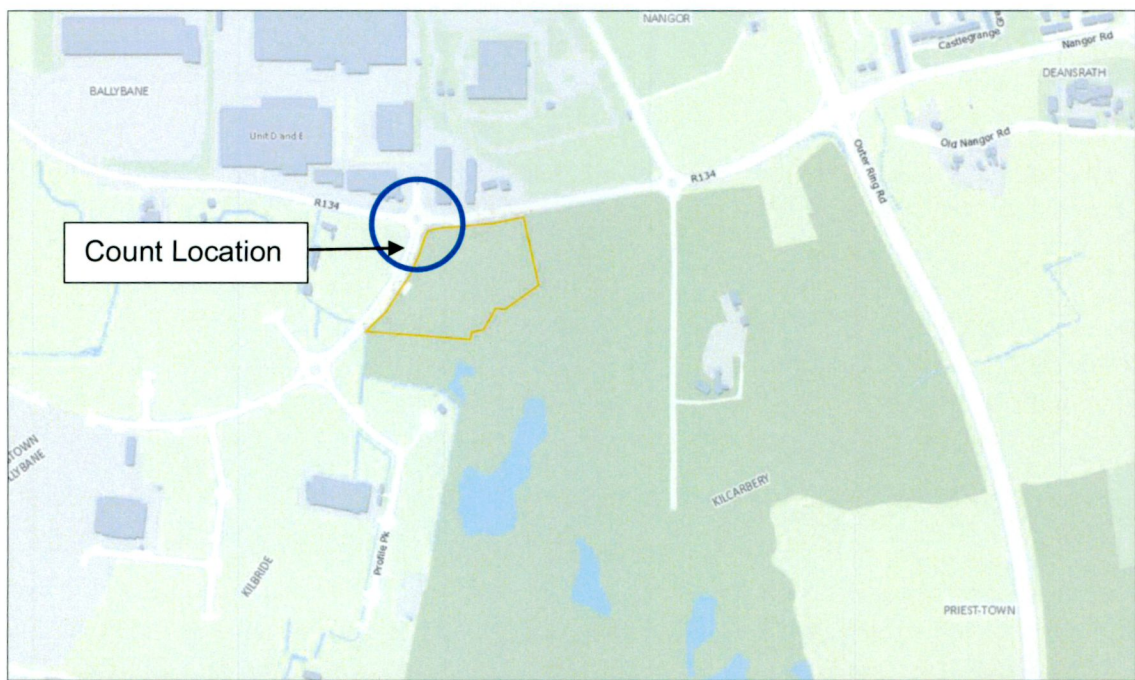 NANGOR
Castlegrange
Nangor Rd
BALLYBANE
DEANSRATH
Unit D and E
Old Nangor Rd
R134
R134
Outer Ring Rd
Count Location
KILCARBERY
LLYBANE
Profile Pk
KILBRIDE
PRIEST-TOWN